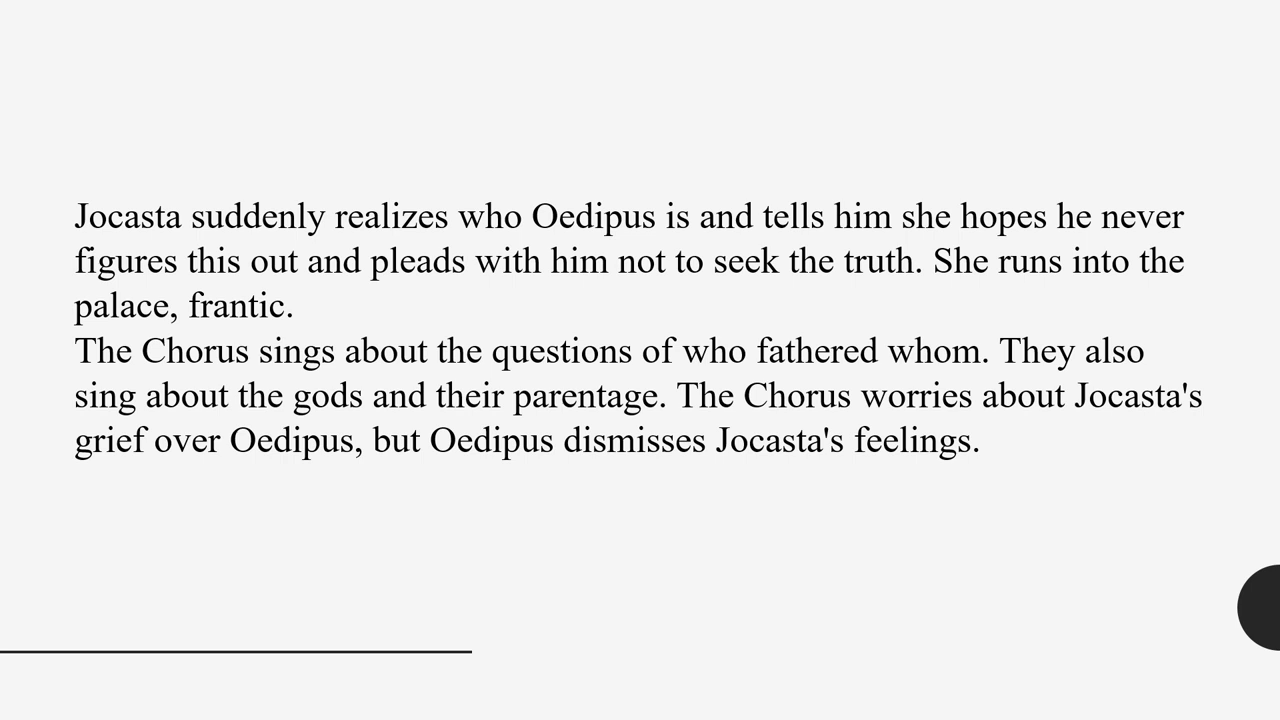 Jocasta suddenly realizes who Oedipus is and tells him she hopes he never
figures this out and pleads with him not to seek the truth. She runs into the
palace, frantic.
The Chorus sings about the questions of who fathered whom. They also
sing about the gods and their parentage. The Chorus worries about Jocasta's
grief over Oedipus, but Oedipus dismisses Jocasta's feelings.